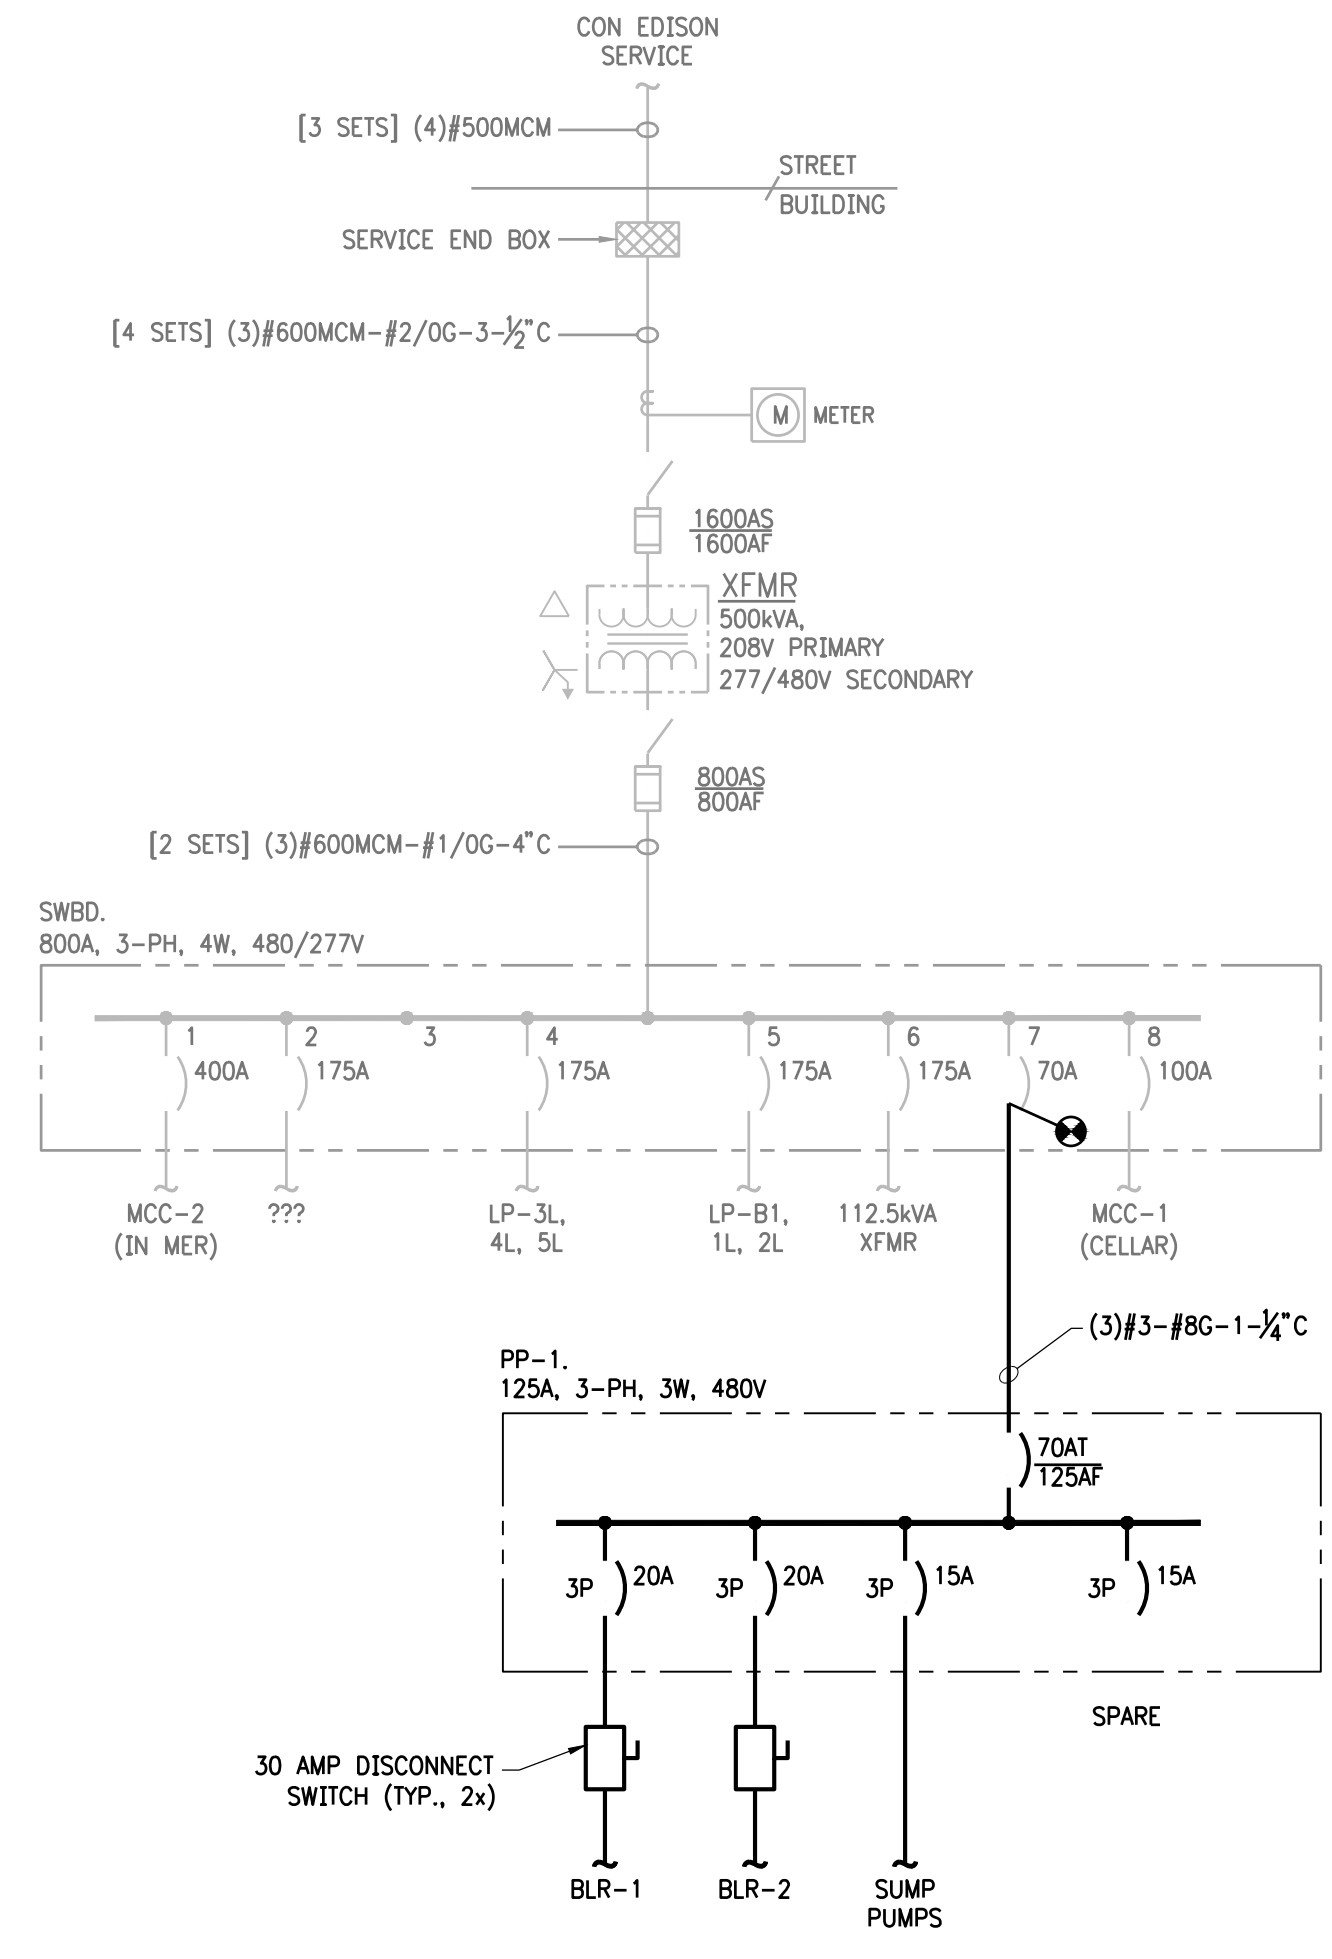 CON EDISON
SERVICE
[3 SETS] (4)#500MCM
STREET
BUILDING
SERVICE END BOX
[4 SETS] (3)#600MCM-#2/0G-3-½"C
M METER
1600AS
1600AF
XFMR
500kVA,
208V PRIMARY
277/480V SECONDARY
800AS
800AF
[2 SETS] (3)#600MCM-#1/0G-4"C
SWBD.
800A, 3-PH, 4W, 480/277V
1 2 3 4 5 6 7 8
400A 175A 175A 175A 175A 70A 100A
MCC-2 ??? LP-3L, LP-B1, 112.5kVA MCC-1
(IN MER) 4L, 5L 1L, 2L XFMR (CELLAR)
(3)#3-#8G-1-¼"C
PP-1.
125A, 3-PH, 3W, 480V
70AT
125AF
3P 20A 3P 20A 3P 15A 3P 15A
SPARE
30 AMP DISCONNECT
SWITCH (TYP., 2x)
BLR-1 BLR-2 SUMP
PUMPS